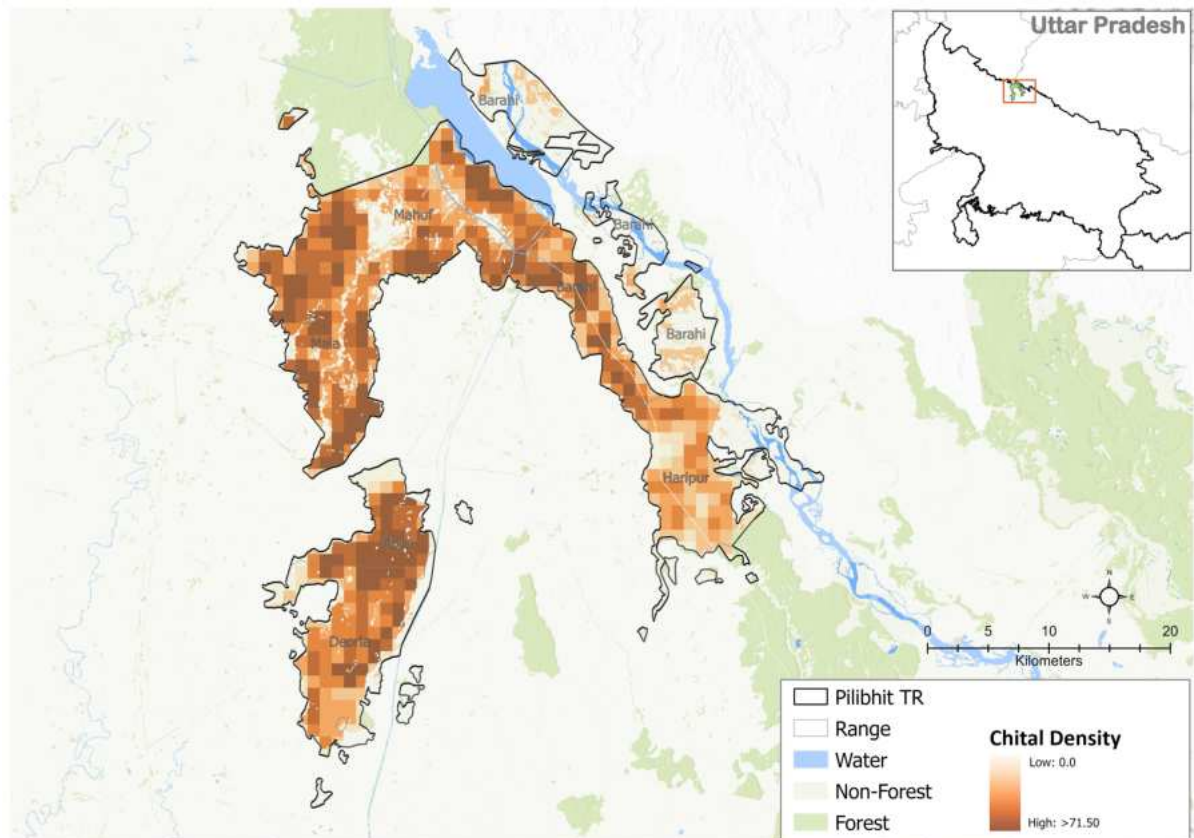 Uttar Pradesh
Barahi
Mahof
Barahi
Barahi
Barahi
Mala
Haripur
Deoria
N
W E
S
0 5 10 20
Kilometers
Pilibhit TR
Range
Water
Non-Forest
Forest
Chital Density
Low: 0.0
High: >71.50